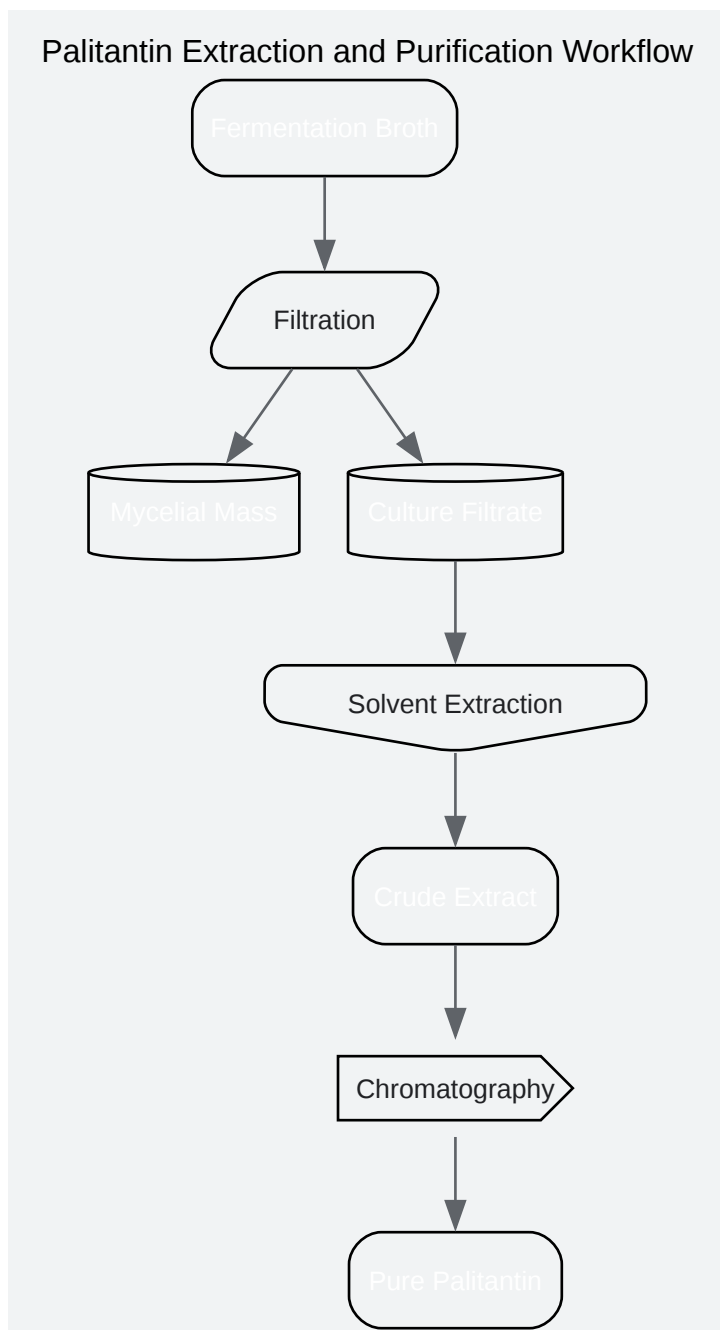 Palitantin Extraction and Purification Workflow
Fermentation Broth
Filtration
Mycelial Mass
Culture Filtrate
Solvent Extraction
Crude Extract
Chromatography
Pure Palitantin